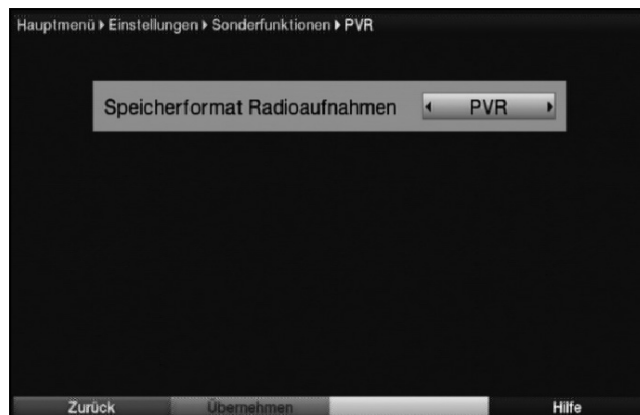 Hauptmenü ▸ Einstellungen ▸ Sonderfunktionen ▸ PVR
Speicherformat Radioaufnahmen ◂ PVR ▸
Zurück Übernehmen Hilfe